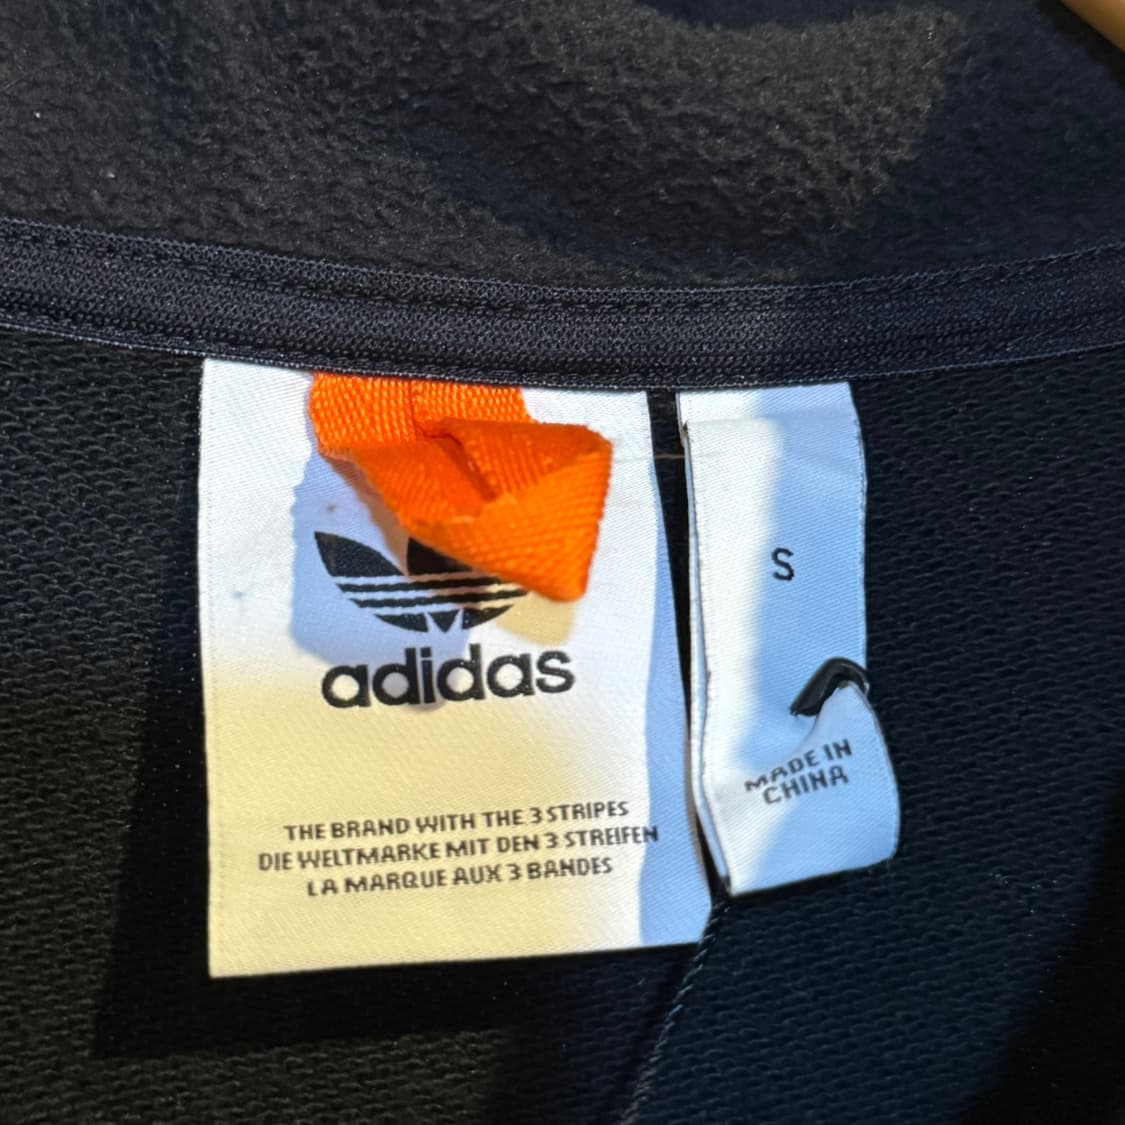 adidas
THE BRAND WITH THE 3 STRIPES
DIE WELTMARKE MIT DEN 3 STREIFEN
LA MARQUE AUX 3 BANDES
S
MADE IN
CHINA